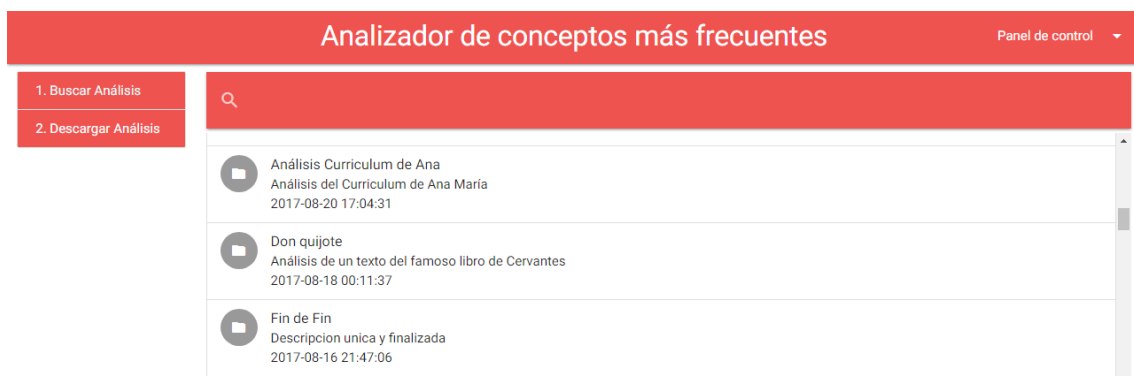 Analizador de conceptos más frecuentes
Panel de control
1. Buscar Análisis
2. Descargar Análisis
Análisis Curriculum de Ana
Análisis del Curriculum de Ana María
2017-08-20 17:04:31
Don quijote
Análisis de un texto del famoso libro de Cervantes
2017-08-18 00:11:37
Fin de Fin
Descripcion unica y finalizada
2017-08-16 21:47:06